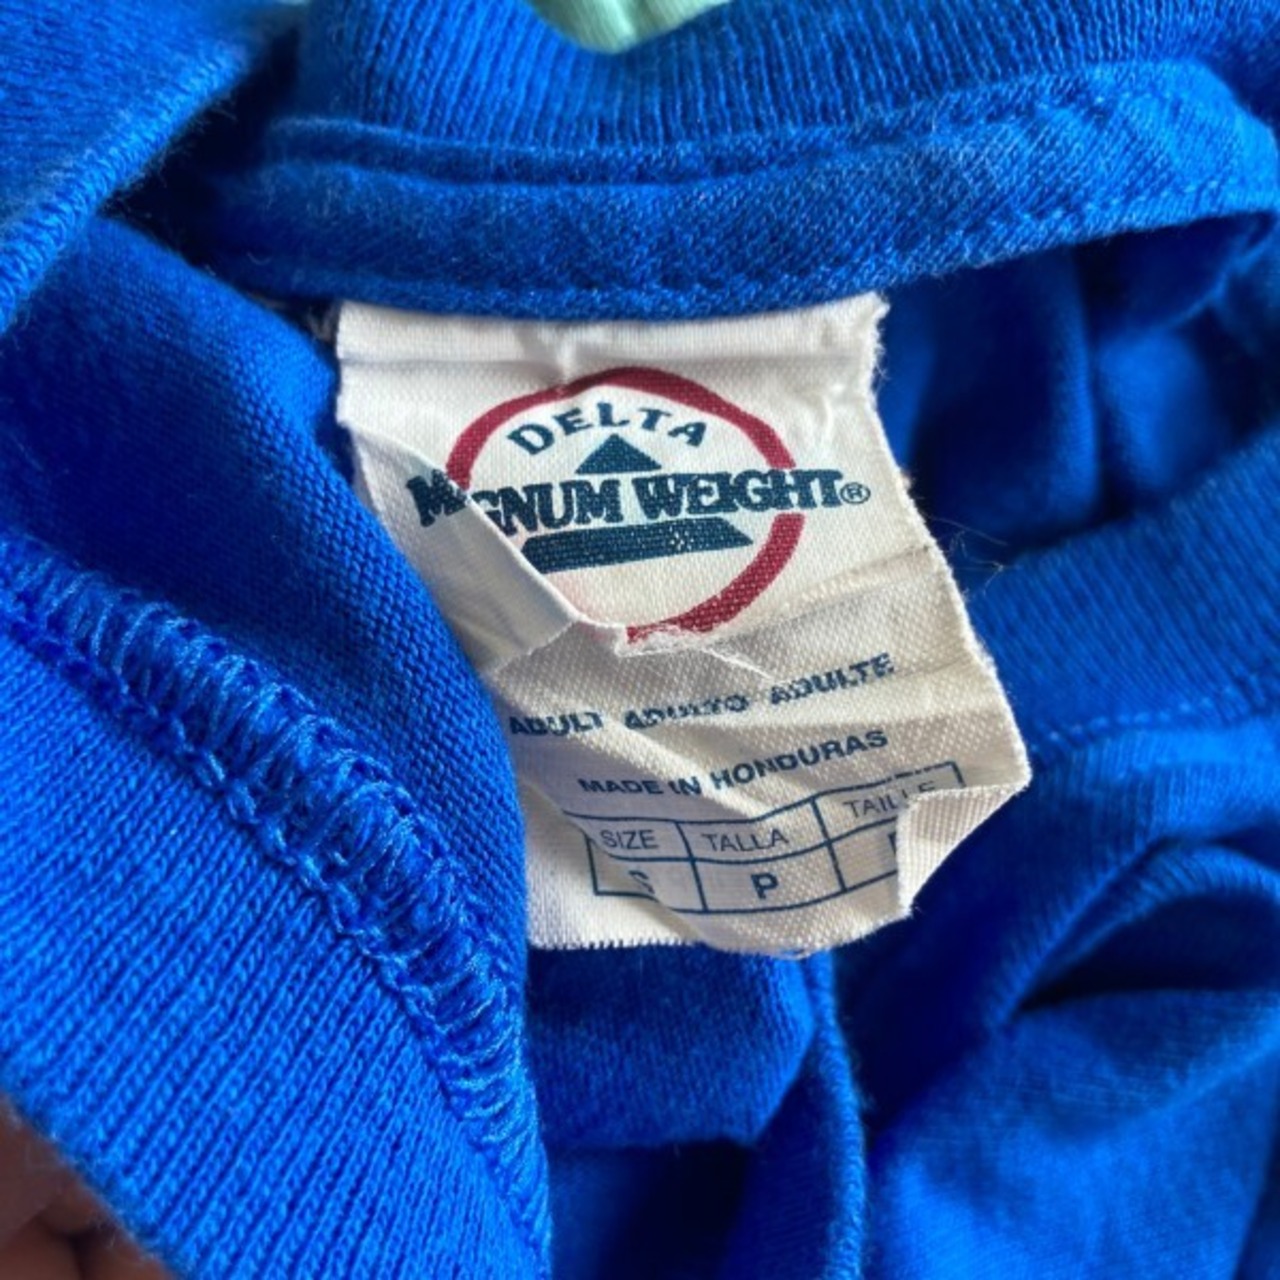 DELTA
MAGNUM WEIGHT®
ADULT ADULTO ADULTE
MADE IN HONDURAS
SIZE TALLA TAILLE
S P